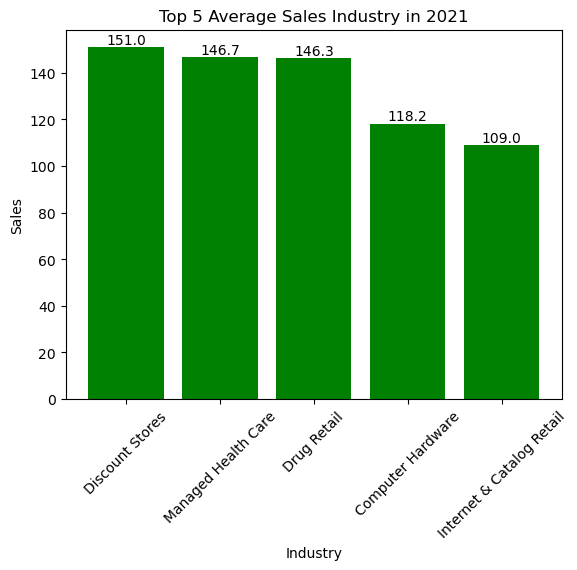 Top 5 Average Sales Industry in 2021
151.0
146.7
146.3
118.2
109.0
Sales
140
120
100
80
60
40
20
0
Discount Stores
Managed Health Care
Drug Retail
Computer Hardware
Internet & Catalog Retail
Industry